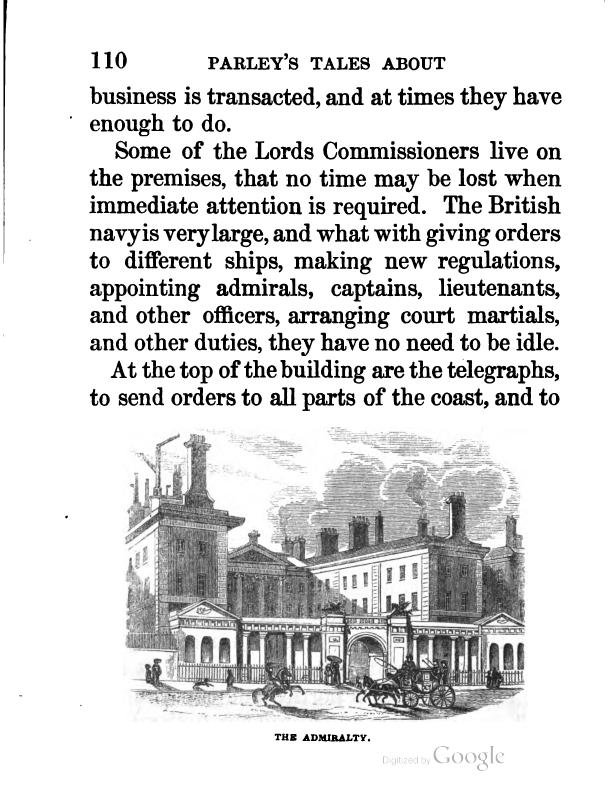 110 PARLEY'S TALES ABOUT
business is transacted, and at times they have
enough to do.
Some of the Lords Commissioners live on
the premises, that no time may be lost when
immediate attention is required. The British
navy is very large, and what with giving orders
to different ships, making new regulations,
appointing admirals, captains, lieutenants,
and other officers, arranging court martials,
and other duties, they have no need to be idle.
At the top of the building are the telegraphs,
to send orders to all parts of the coast, and to
THE ADMIRALTY.
Digitized by Google